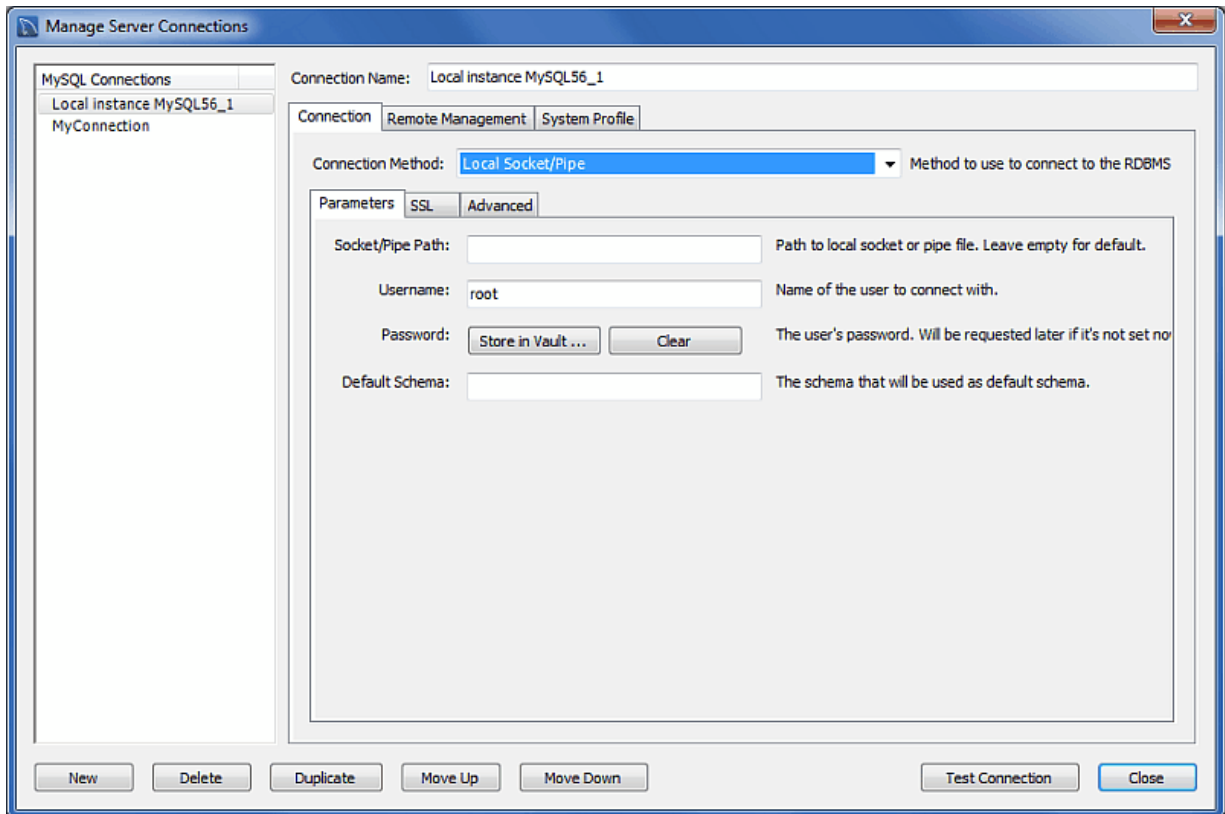 Manage Server Connections
MySQL Connections
Local instance MySQL56_1
MyConnection
Connection Name: Local instance MySQL56_1
Connection Remote Management System Profile
Connection Method: Local Socket/Pipe Method to use to connect to the RDBMS
Parameters SSL Advanced
Socket/Pipe Path: Path to local socket or pipe file. Leave empty for default.
Username: root Name of the user to connect with.
Password: Store in Vault ... Clear The user's password. Will be requested later if it's not set no
Default Schema: The schema that will be used as default schema.
New Delete Duplicate Move Up Move Down Test Connection Close